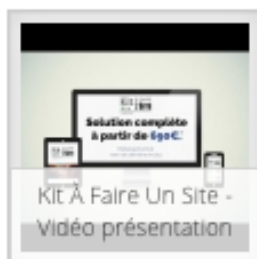 Solution complète
à partir de 690€*
Kit À Faire Un Site -
Vidéo présentation